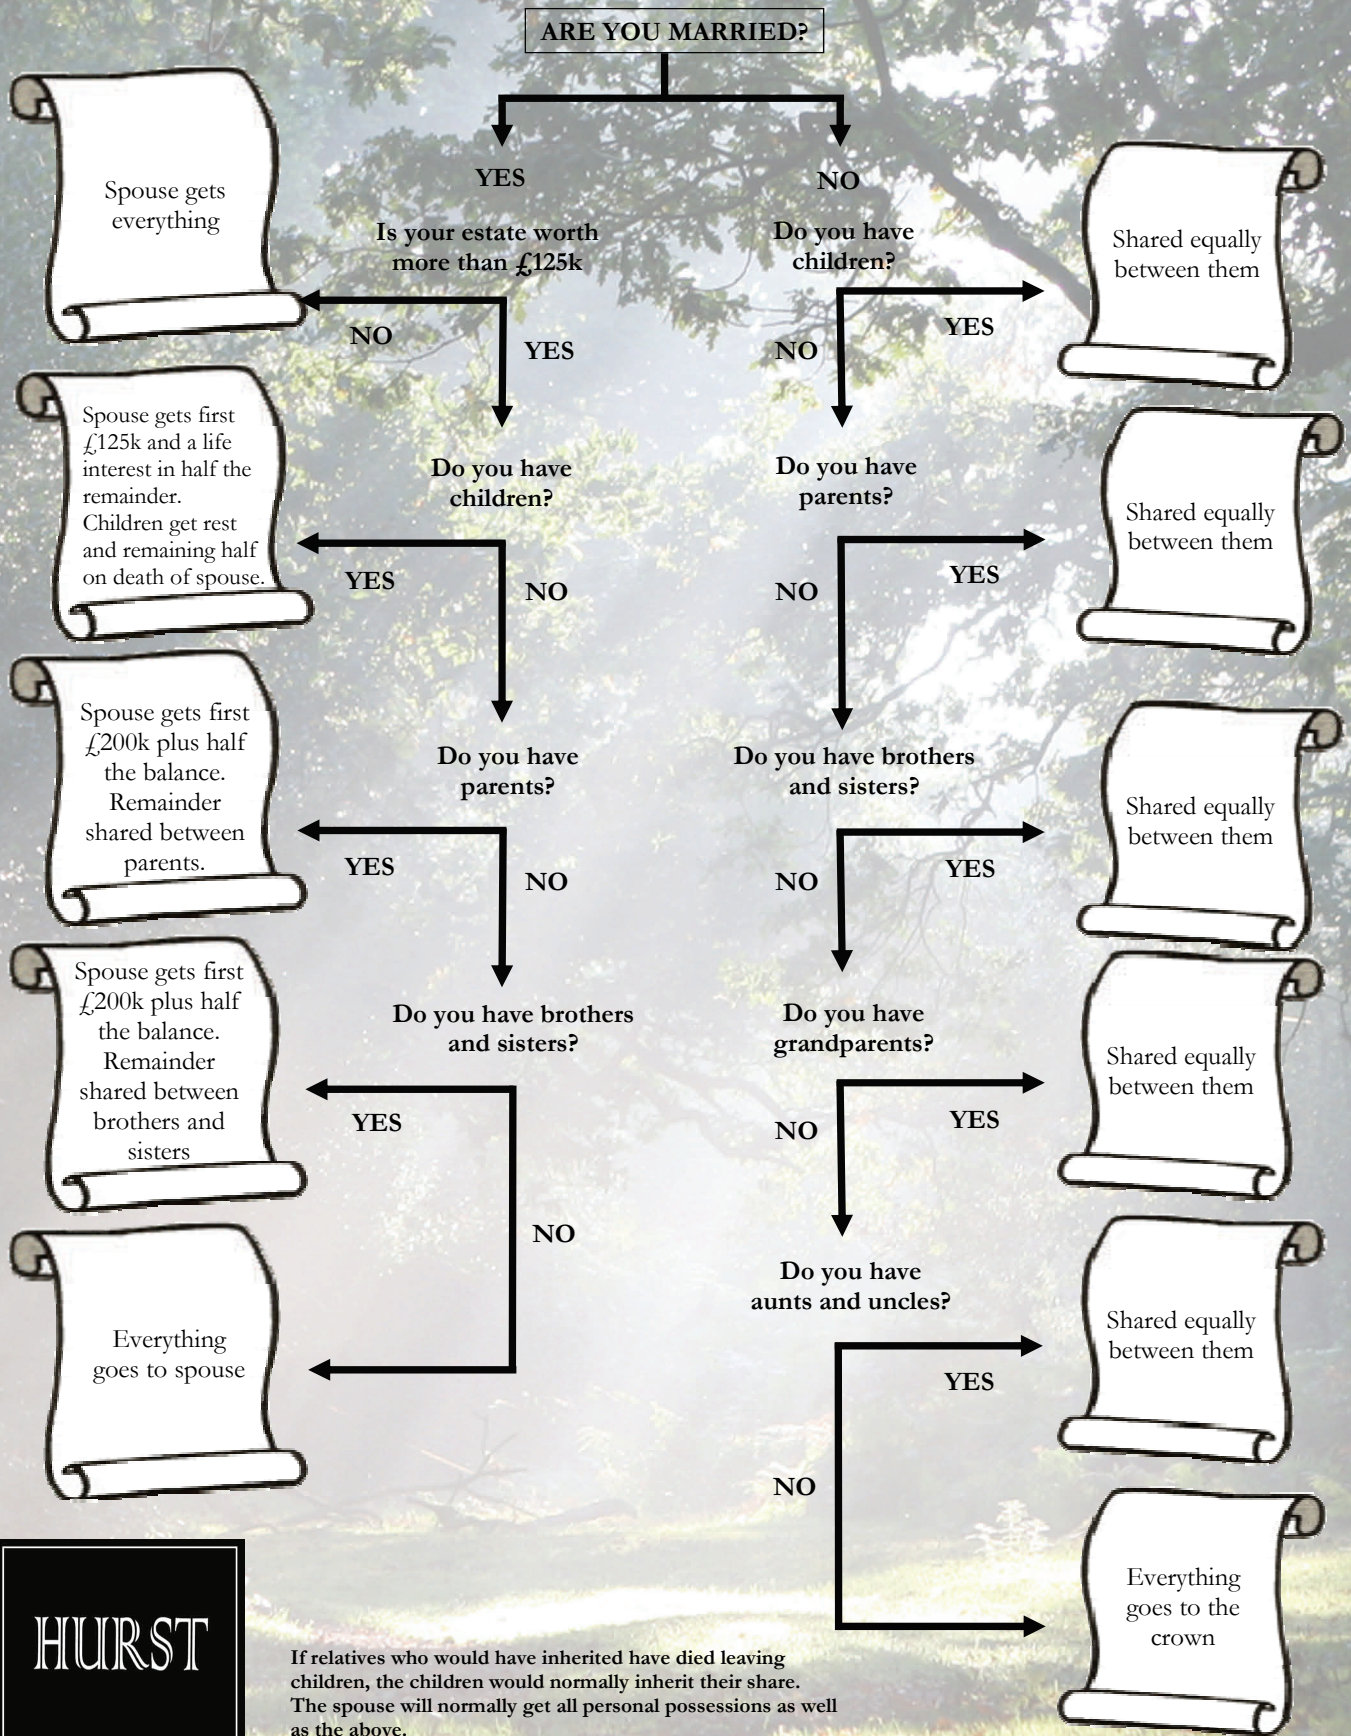 ARE YOU MARRIED?
YES
NO
Spouse gets
everything
Is your estate worth
more than £125k
Do you have
children?
Shared equally
between them
NO
YES
NO
YES
Spouse gets first
£125k and a life
interest in half the
remainder.
Children get rest
and remaining half
on death of spouse.
Do you have
children?
Do you have
parents?
Shared equally
between them
YES
NO
NO
YES
Spouse gets first
£200k plus half
the balance.
Remainder
shared between
parents.
Do you have
parents?
Do you have brothers
and sisters?
Shared equally
between them
YES
NO
NO
YES
Spouse gets first
£200k plus half
the balance.
Remainder
shared between
brothers and
sisters
Do you have brothers
and sisters?
Do you have
grandparents?
Shared equally
between them
YES
NO
NO
YES
Everything
goes to spouse
Do you have
aunts and uncles?
Shared equally
between them
YES
NO
Everything
goes to the
crown
HURST
If relatives who would have inherited have died leaving
children, the children would normally inherit their share.
The spouse will normally get all personal possessions as well
as the above.